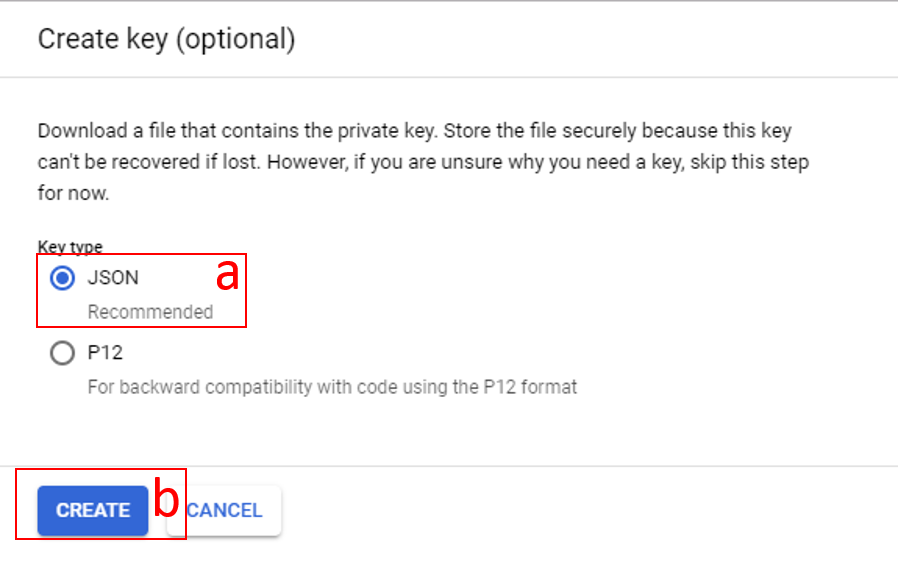 Create key (optional)
Download a file that contains the private key. Store the file securely because this key
can't be recovered if lost. However, if you are unsure why you need a key, skip this step
for now.
Key type
JSON a
Recommended
P12
For backward compatibility with code using the P12 format
CREATE b CANCEL